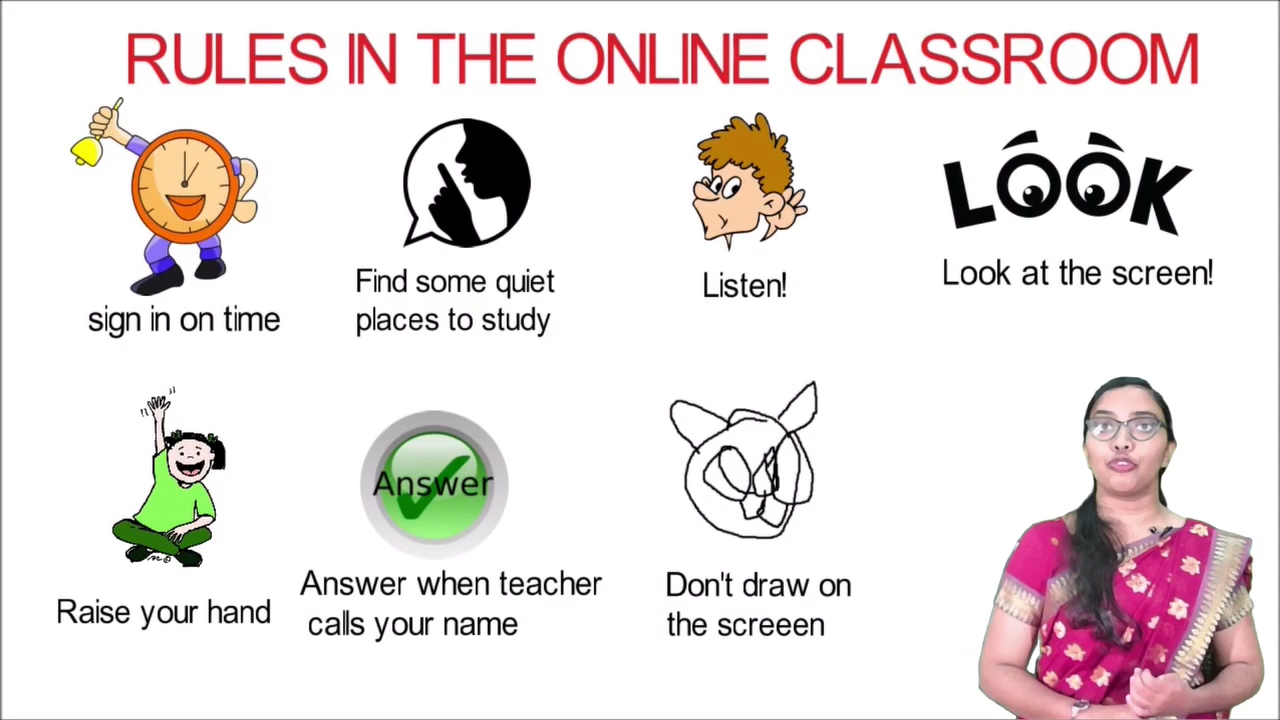 RULES IN THE ONLINE CLASSROOM
LOOK
sign in on time
Find some quiet
places to study
Listen!
Look at the screen!
Answer
Raise your hand
Answer when teacher
calls your name
Don't draw on
the screeen